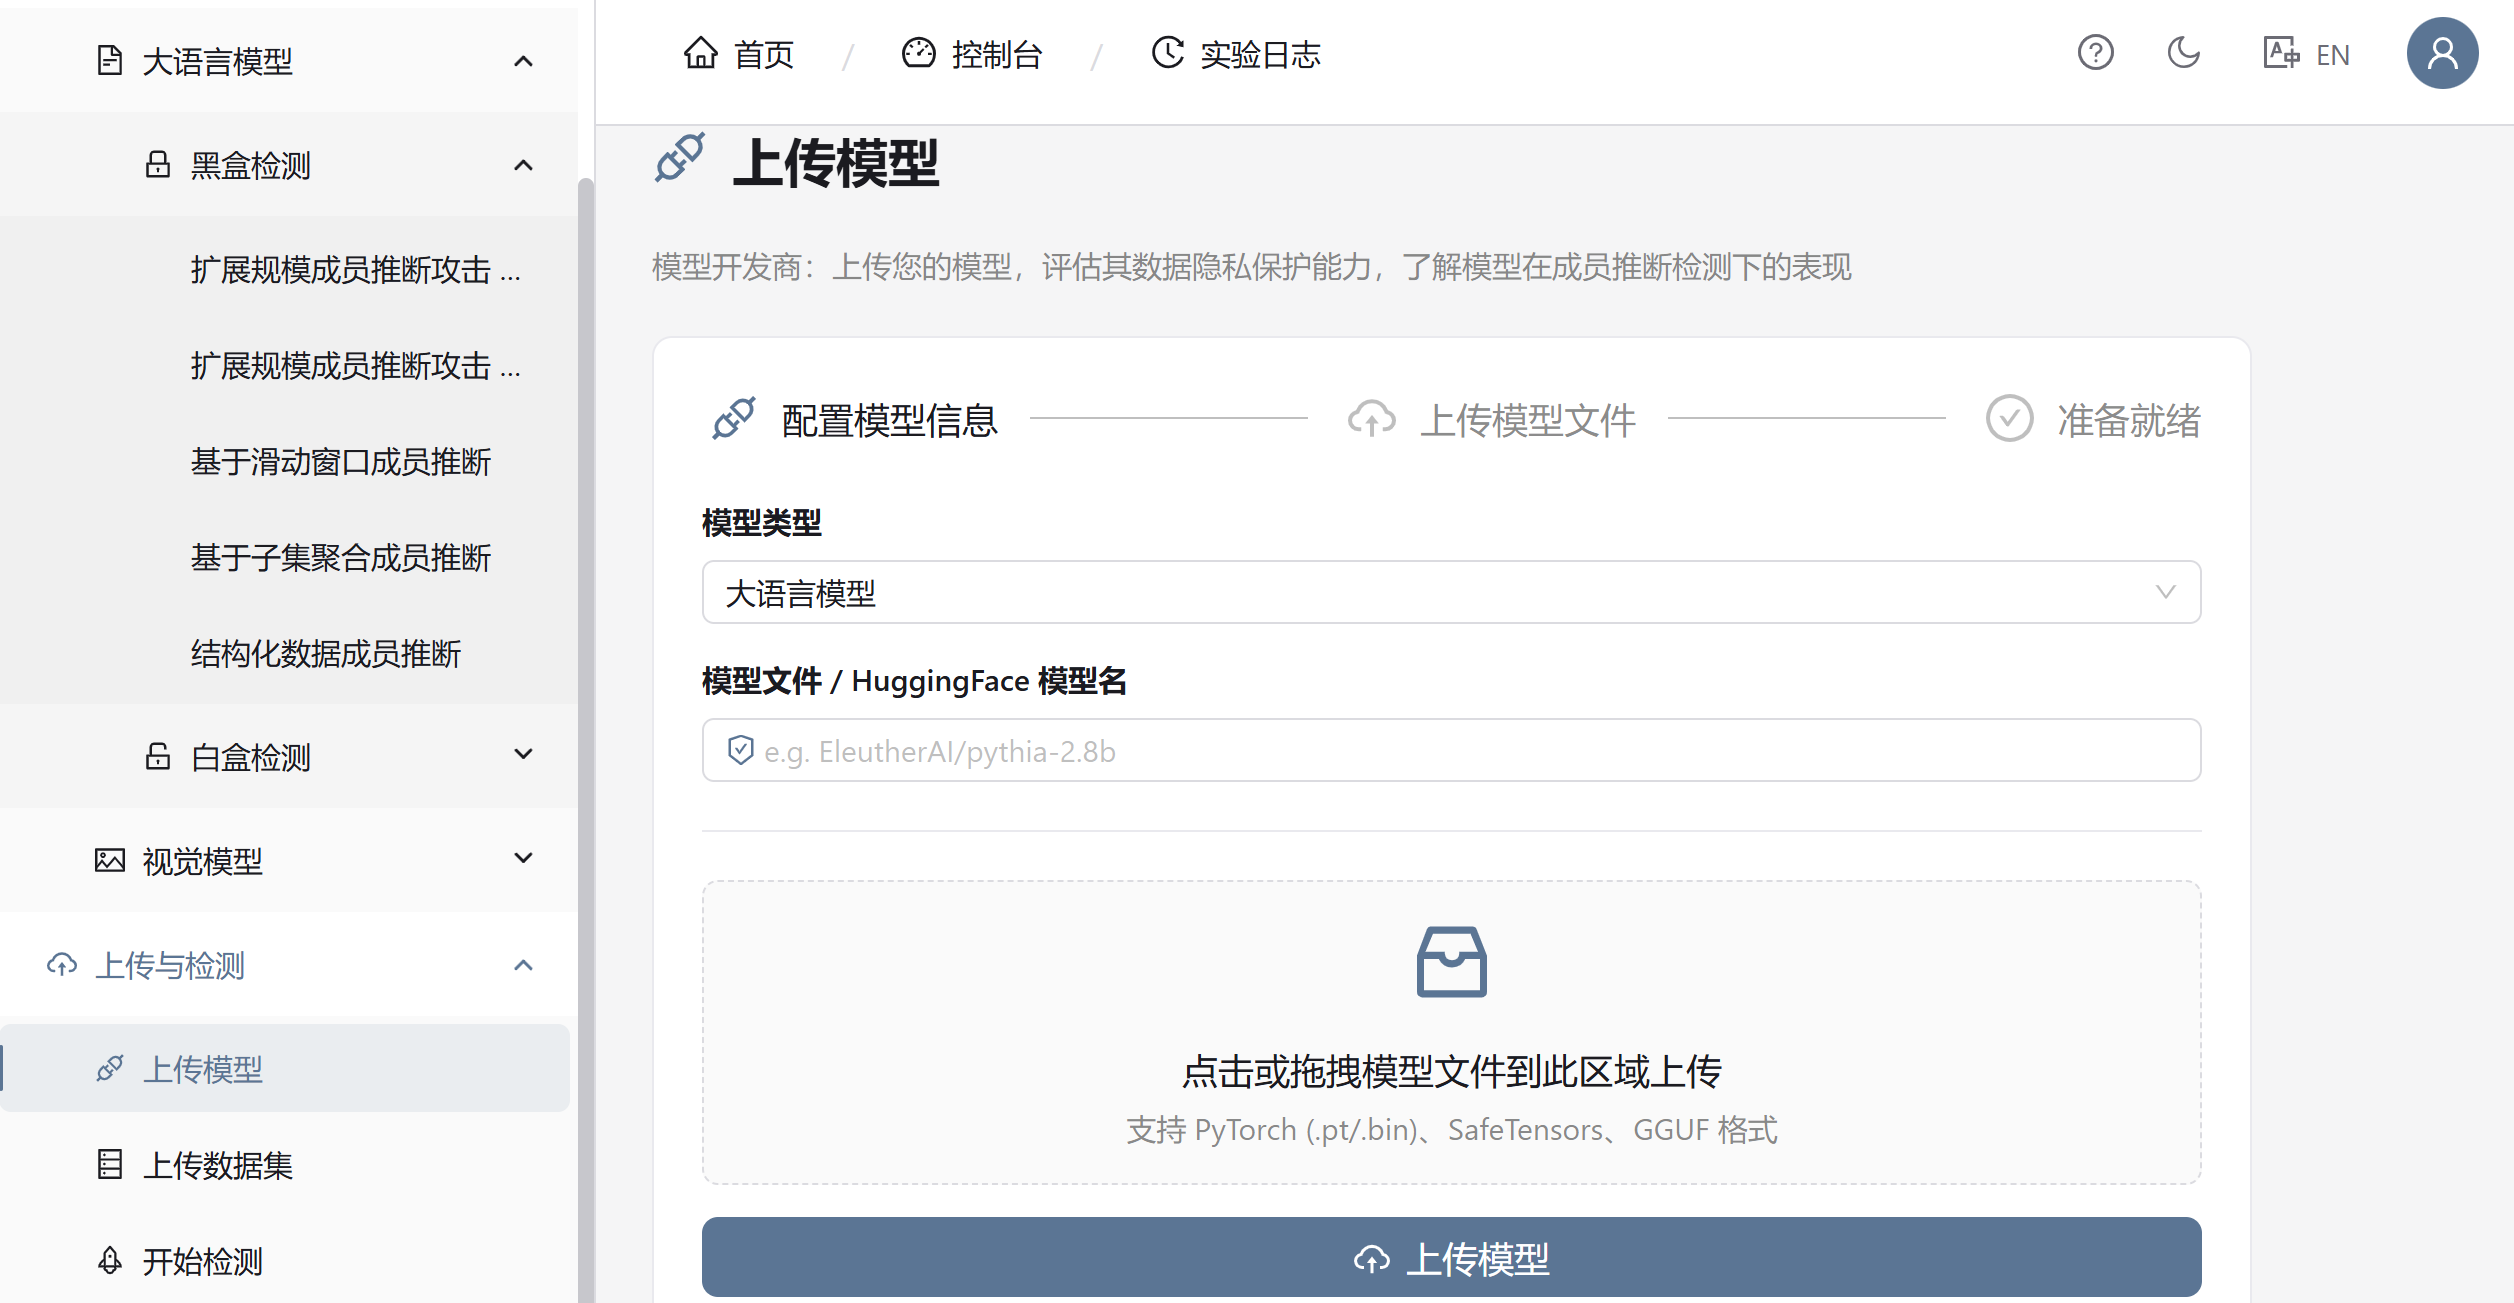 大语言模型
黑盒检测
扩展规模成员推断攻击 ...
扩展规模成员推断攻击 ...
基于滑动窗口成员推断
基于子集聚合成员推断
结构化数据成员推断
白盒检测
视觉模型
上传与检测
上传模型
上传数据集
开始检测
首页 / 控制台 / 实验日志
EN
上传模型
模型开发商：上传您的模型，评估其数据隐私保护能力，了解模型在成员推断检测下的表现
配置模型信息 上传模型文件 准备就绪
模型类型
大语言模型
模型文件 / HuggingFace 模型名
e.g. EleutherAI/pythia-2.8b
点击或拖拽模型文件到此区域上传
支持 PyTorch (.pt/.bin)、SafeTensors、GGUF 格式
上传模型